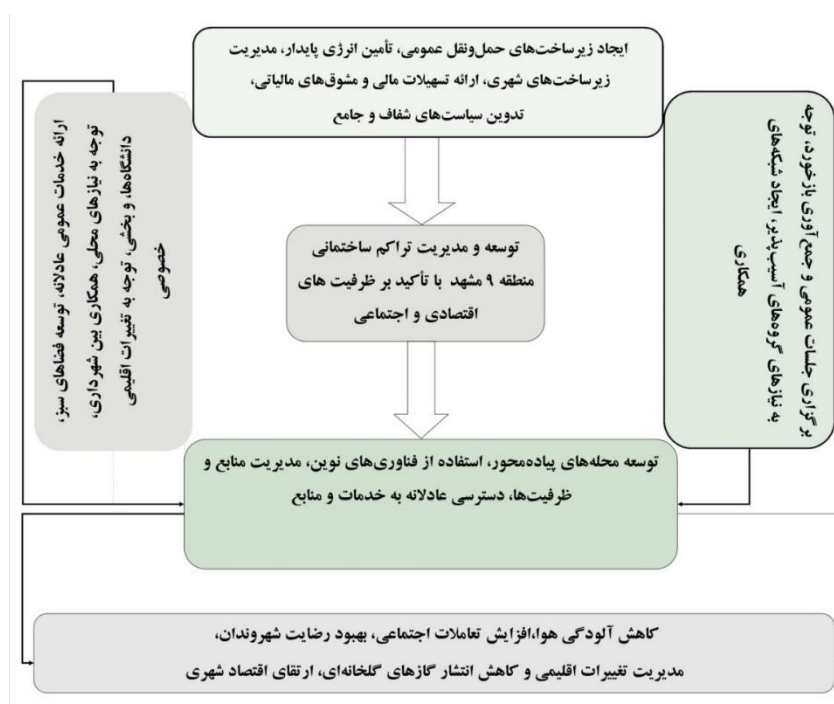 ایجاد زیرساخت‌های حمل‌ونقل عمومی، تأمین انرژی پایدار، مدیریت
زیرساخت‌های شهری، ارائه تسهیلات مالی و مشوق‌های مالیاتی،
تدوین سیاست‌های شفاف و جامع
برگزاری جلسات عمومی و جمع‌آوری بازخورد، توجه
به نیازهای گروه‌های آسیب‌پذیر، ایجاد شبکه‌های
همکاری
توسعه و مدیریت تراکم ساختمانی
منطقه ۹ مشهد با تأکید بر ظرفیت های
اقتصادی و اجتماعی
ارائه خدمات عمومی عادلانه، توسعه فضاهای سبز،
توجه به نیازهای محلی، همکاری بین شهرداری،
دانشگاه‌ها، و بخشی، توجه به تغییرات اقلیمی
خصوصی
توسعه محله‌های پیاده‌محور، استفاده از فناوری‌های نوین، مدیریت منابع و
ظرفیت‌ها، دسترسی عادلانه به خدمات و منابع
کاهش آلودگی هوا،افزایش تعاملات اجتماعی، بهبود رضایت شهروندان،
مدیریت تغییرات اقلیمی و کاهش انتشار گازهای گلخانه‌ای، ارتقای اقتصاد شهری